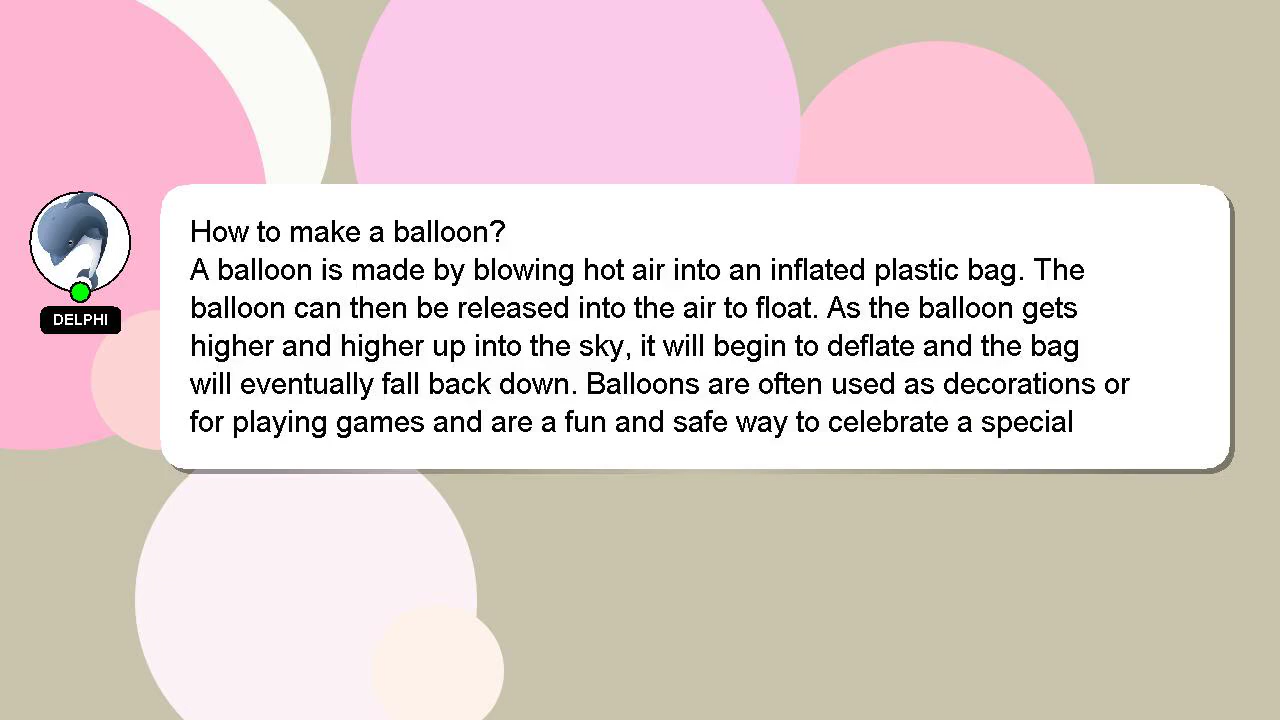 How to make a balloon?
A balloon is made by blowing hot air into an inflated plastic bag. The
balloon can then be released into the air to float. As the balloon gets
higher and higher up into the sky, it will begin to deflate and the bag
will eventually fall back down. Balloons are often used as decorations or
for playing games and are a fun and safe way to celebrate a special
DELPHI